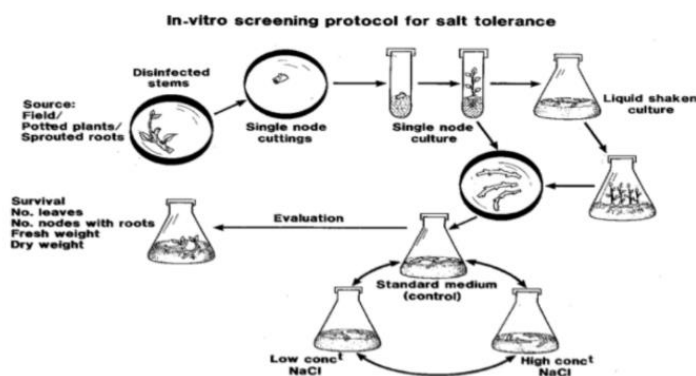 In-vitro screening protocol for salt tolerance
Disinfected
stems
Source:
Field/
Potted plants/
Sprouted roots
Single node
cuttings
Single node
culture
Liquid shaken
culture
Survival
No. leaves
No. nodes with roots
Fresh weight
Dry weight
Evaluation
Standard medium
(control)
Low conc^t
NaCl
High conc^t
NaCl